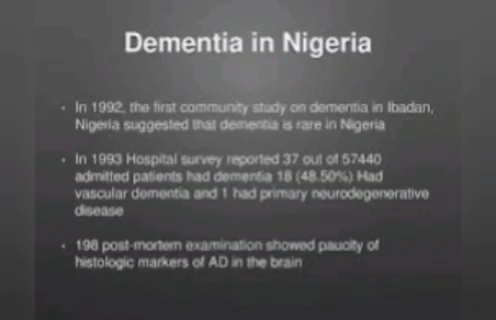 Dementia in Nigeria
• In 1992, the first community study on dementia in Ibadan,
Nigeria suggested that dementia is rare in Nigeria
• In 1993 Hospital survey reported 37 out of 57440
admitted patients had dementia 18 (48.50%) Had
vascular dementia and 1 had primary neurodegenerative
disease
• 198 post-mortem examination showed paucity of
histologic markers of AD in the brain